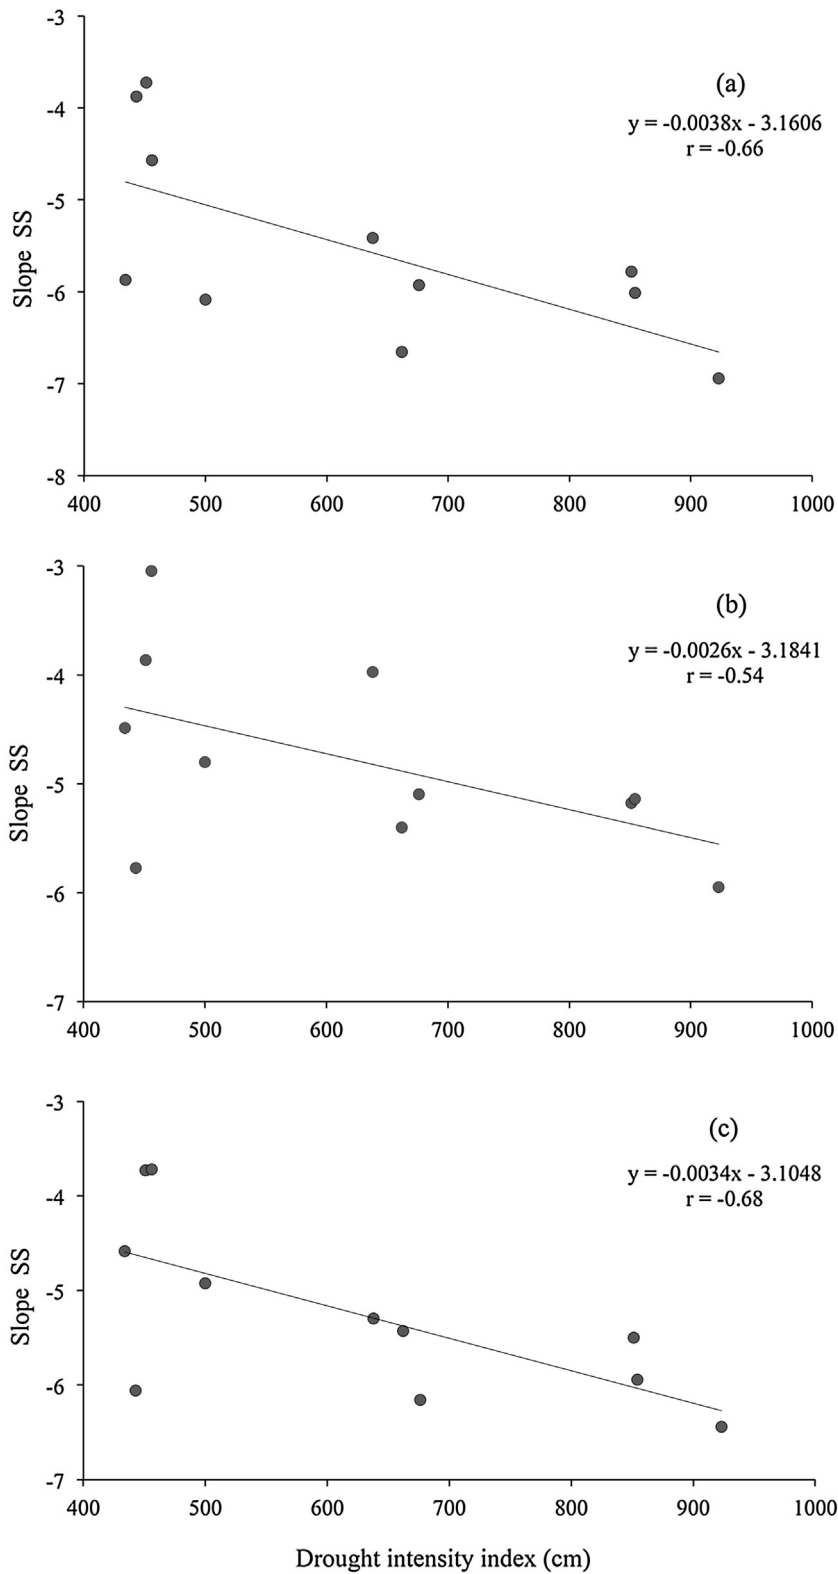 -3
(a)
-4
y = -0.0038x - 3.1606
r = -0.66
-5
Slope SS
-6
-7
-8
400 500 600 700 800 900 1000
-3
(b)
y = -0.0026x - 3.1841
-4
r = -0.54
Slope SS
-5
-6
-7
400 500 600 700 800 900 1000
-3
(c)
y = -0.0034x - 3.1048
-4
r = -0.68
Slope SS
-5
-6
-7
400 500 600 700 800 900 1000
Drought intensity index (cm)